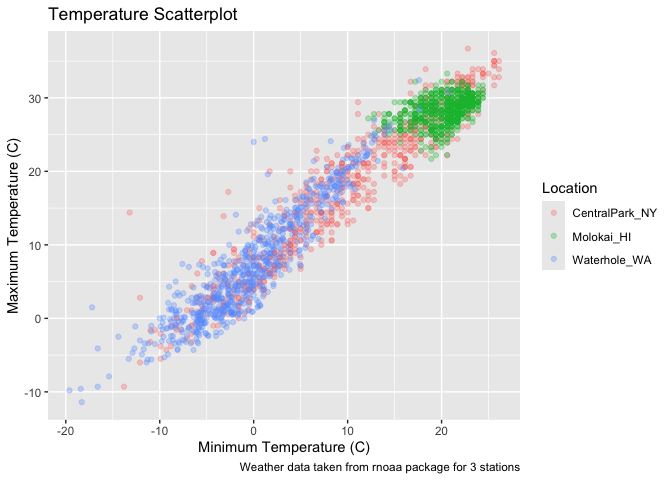 Temperature Scatterplot
Maximum Temperature (C)
30
20
10
0
-10
-20
-10
0
10
20
Minimum Temperature (C)
Location
CentralPark_NY
Molokai_HI
Waterhole_WA
Weather data taken from rnoaa package for 3 stations